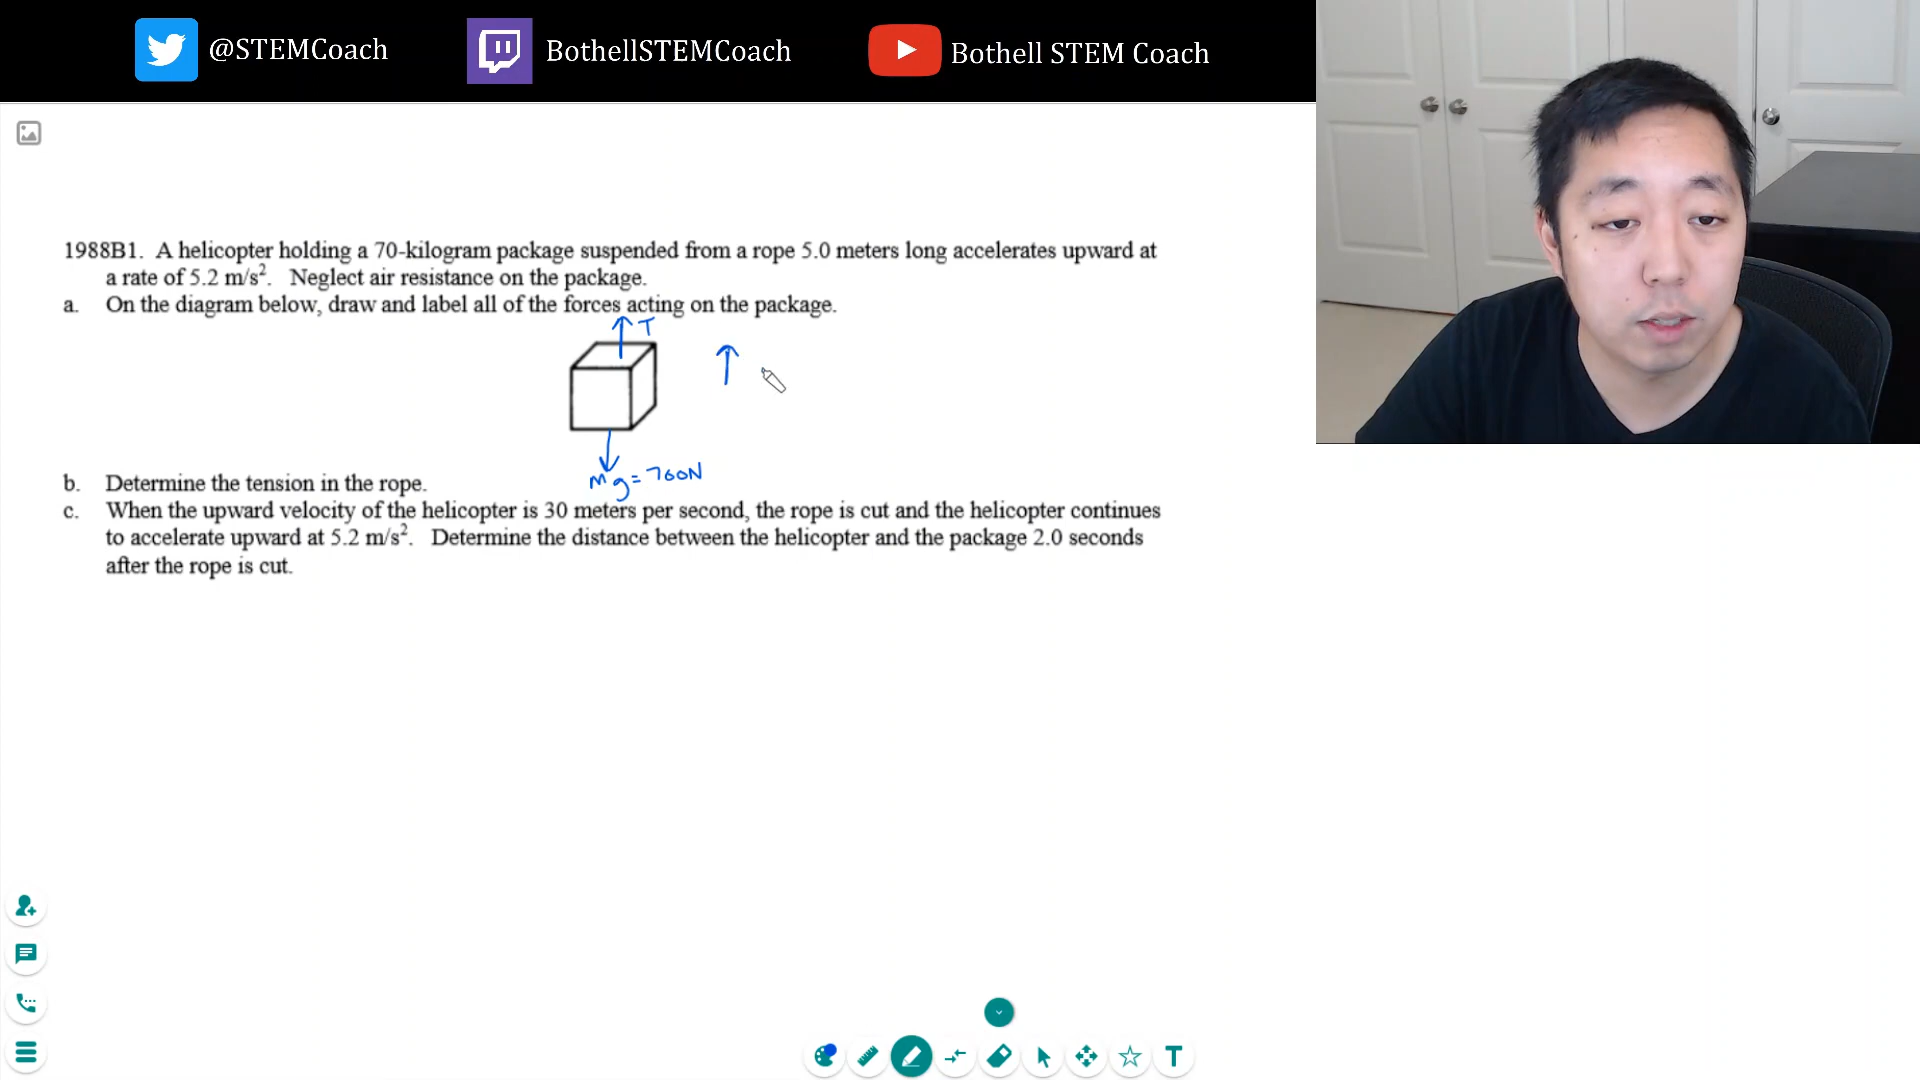 @STEMCoach
BothellSTEMCoach
Bothell STEM Coach
1988B1. A helicopter holding a 70-kilogram package suspended from a rope 5.0 meters long accelerates upward at
a rate of 5.2 m/s². Neglect air resistance on the package.
a. On the diagram below, draw and label all of the forces acting on the package.
T
mg = 700N
b. Determine the tension in the rope.
c. When the upward velocity of the helicopter is 30 meters per second, the rope is cut and the helicopter continues
to accelerate upward at 5.2 m/s². Determine the distance between the helicopter and the package 2.0 seconds
after the rope is cut.
T